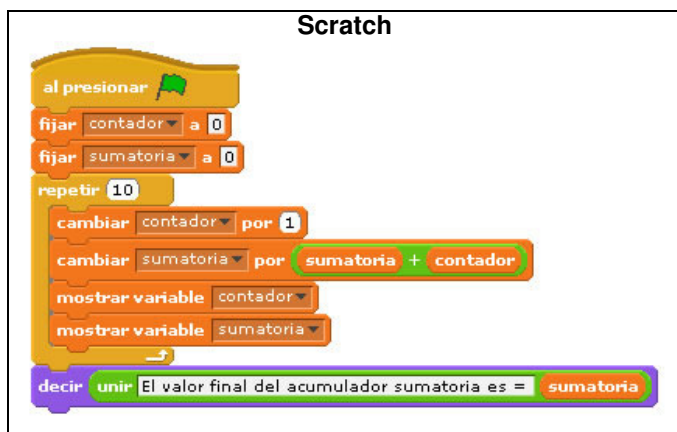 Scratch
al presionar
fijar contador a 0
fijar sumatoria a 0
repetir 10
cambiar contador por 1
cambiar sumatoria por sumatoria + contador
mostrar variable contador
mostrar variable sumatoria
decir unir El valor final del acumulador sumatoria es = sumatoria